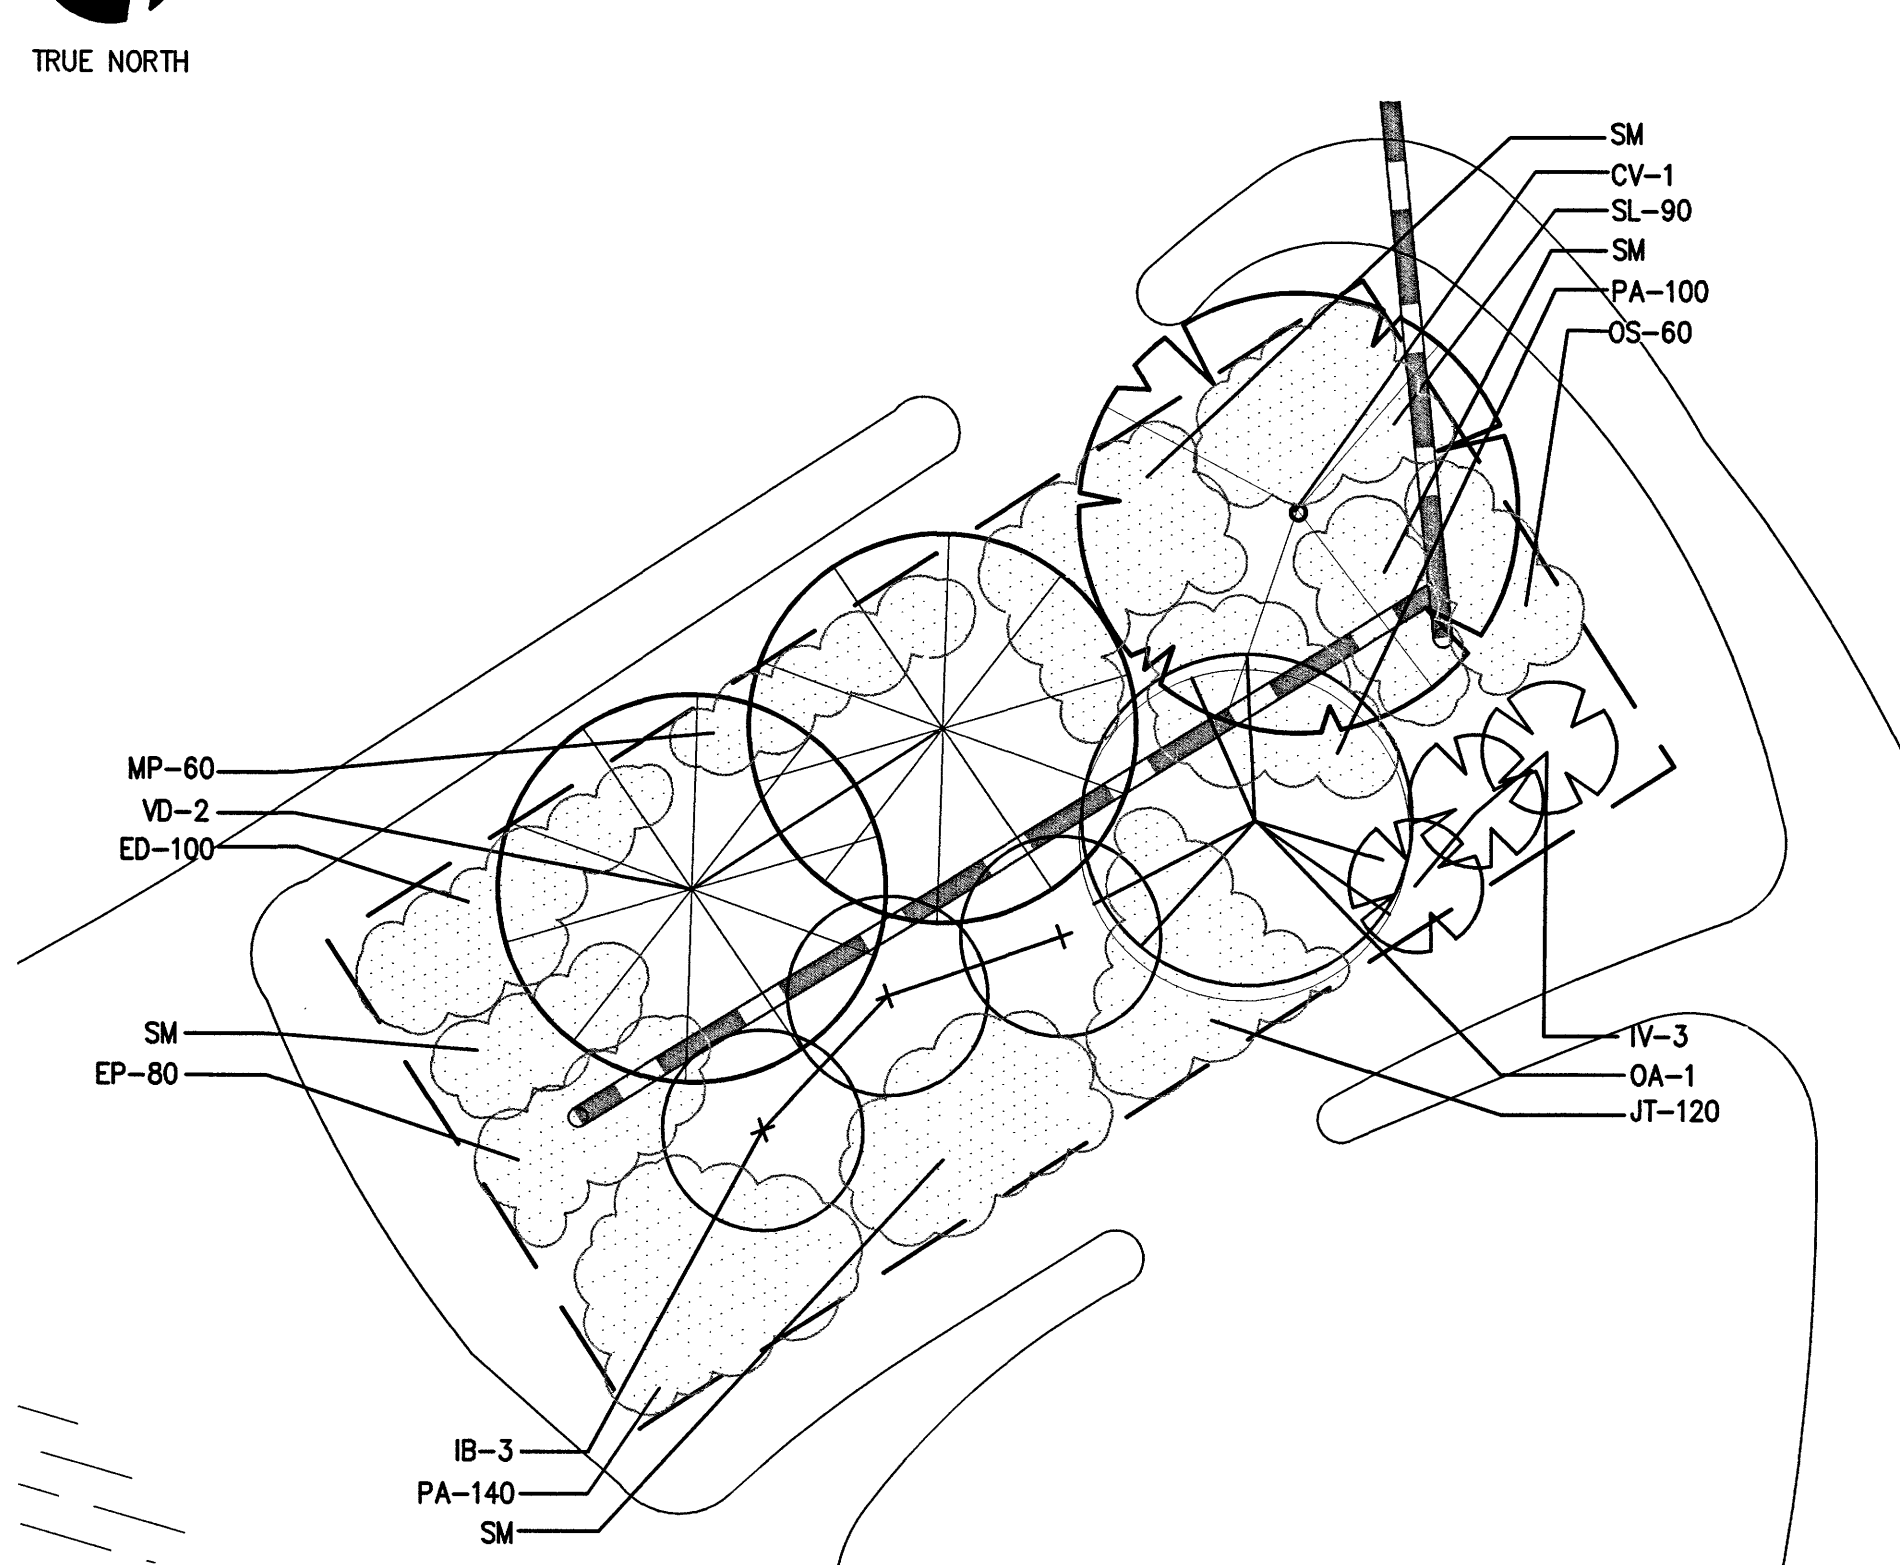 TRUE NORTH
SM
CV-1
SL-90
SM
PA-100
OS-60
MP-60
VD-2
ED-100
SM
EP-80
IV-3
OA-1
JT-120
IB-3
PA-140
SM